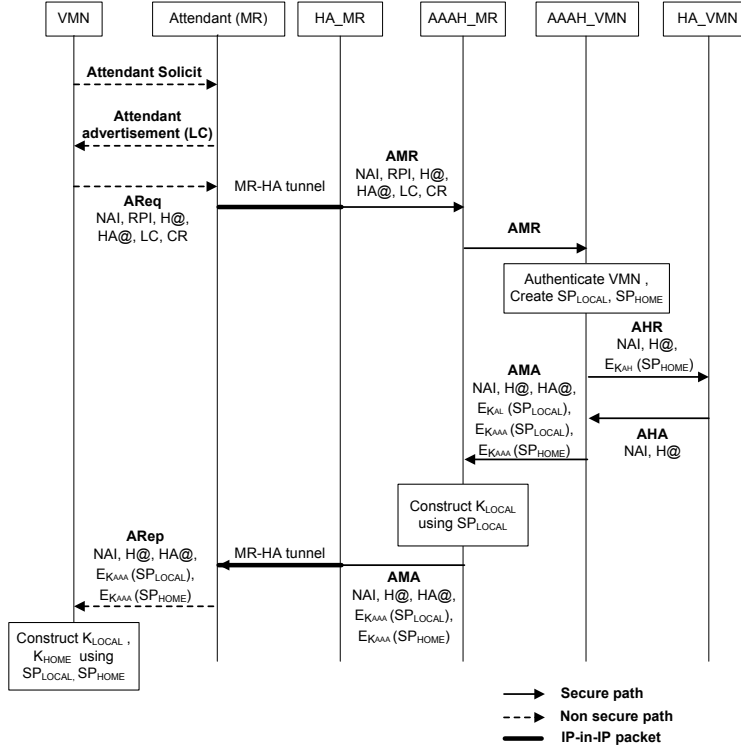 VMN
Attendant (MR)
HA_MR
AAAH_MR
AAAH_VMN
HA_VMN
Attendant Solicit
Attendant
advertisement (LC)
AReq
NAI, RPI, H@,
HA@, LC, CR
MR-HA tunnel
AMR
NAI, RPI, H@,
HA@, LC, CR
AMR
Authenticate VMN ,
Create SPLOCAL, SPHOME
AHR
NAI, H@,
EKAH (SPHOME)
AMA
NAI, H@, HA@,
EKAL (SPLOCAL),
EKAAA (SPLOCAL),
EKAAA (SPHOME)
AHA
NAI, H@
Construct KLOCAL
using SPLOCAL
ARep
NAI, H@, HA@,
EKAAA (SPLOCAL),
EKAAA (SPHOME)
MR-HA tunnel
AMA
NAI, H@, HA@,
EKAAA (SPLOCAL),
EKAAA (SPHOME)
Construct KLOCAL ,
KHOME using
SPLOCAL, SPHOME
Secure path
Non secure path
IP-in-IP packet